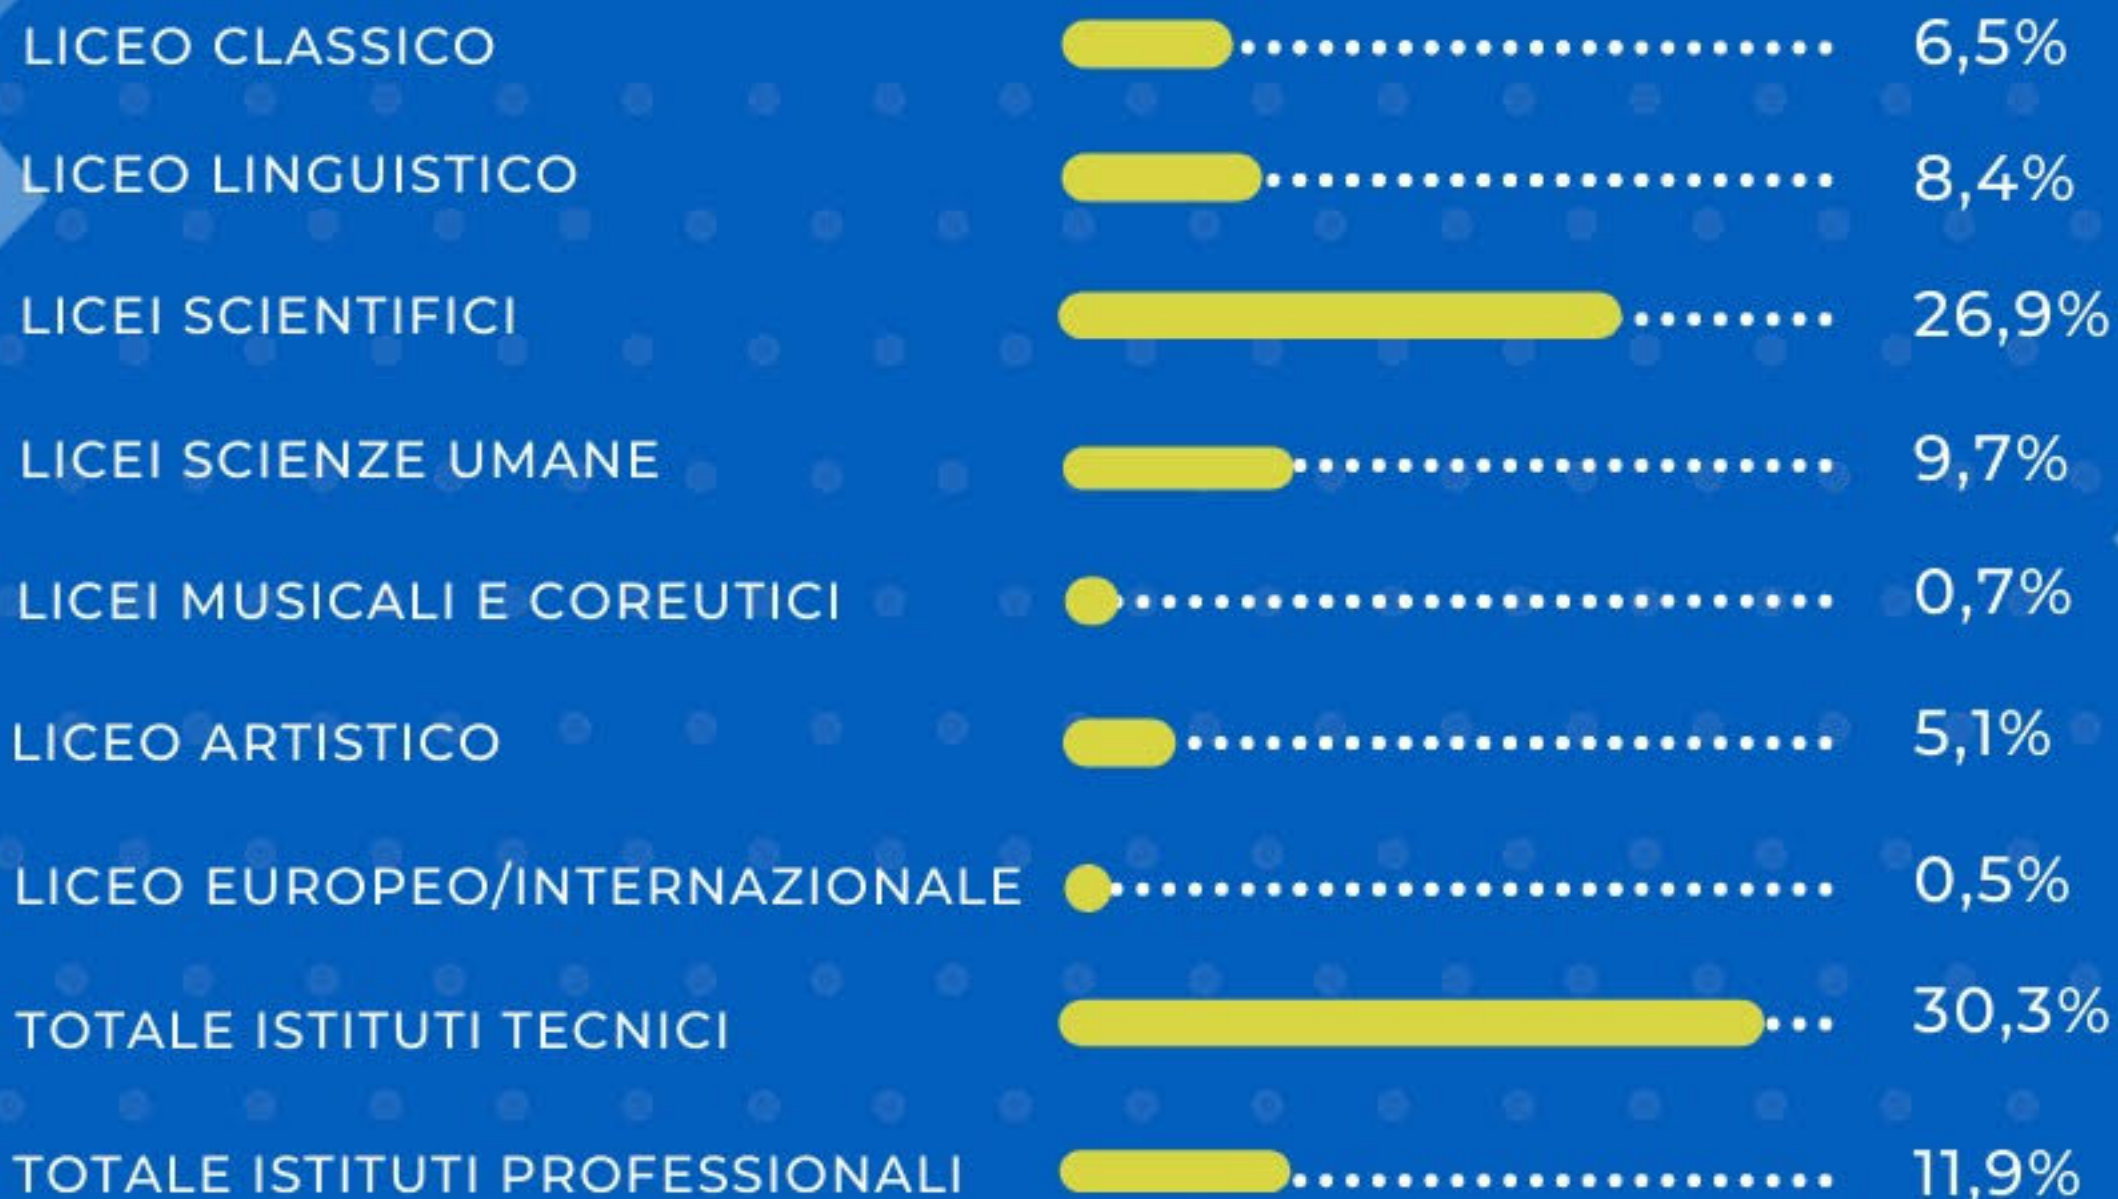 LICEO CLASSICO 6,5%
LICEO LINGUISTICO 8,4%
LICEI SCIENTIFICI 26,9%
LICEI SCIENZE UMANE 9,7%
LICEI MUSICALI E COREUTICI 0,7%
LICEO ARTISTICO 5,1%
LICEO EUROPEO/INTERNAZIONALE 0,5%
TOTALE ISTITUTI TECNICI 30,3%
TOTALE ISTITUTI PROFESSIONALI 11,9%